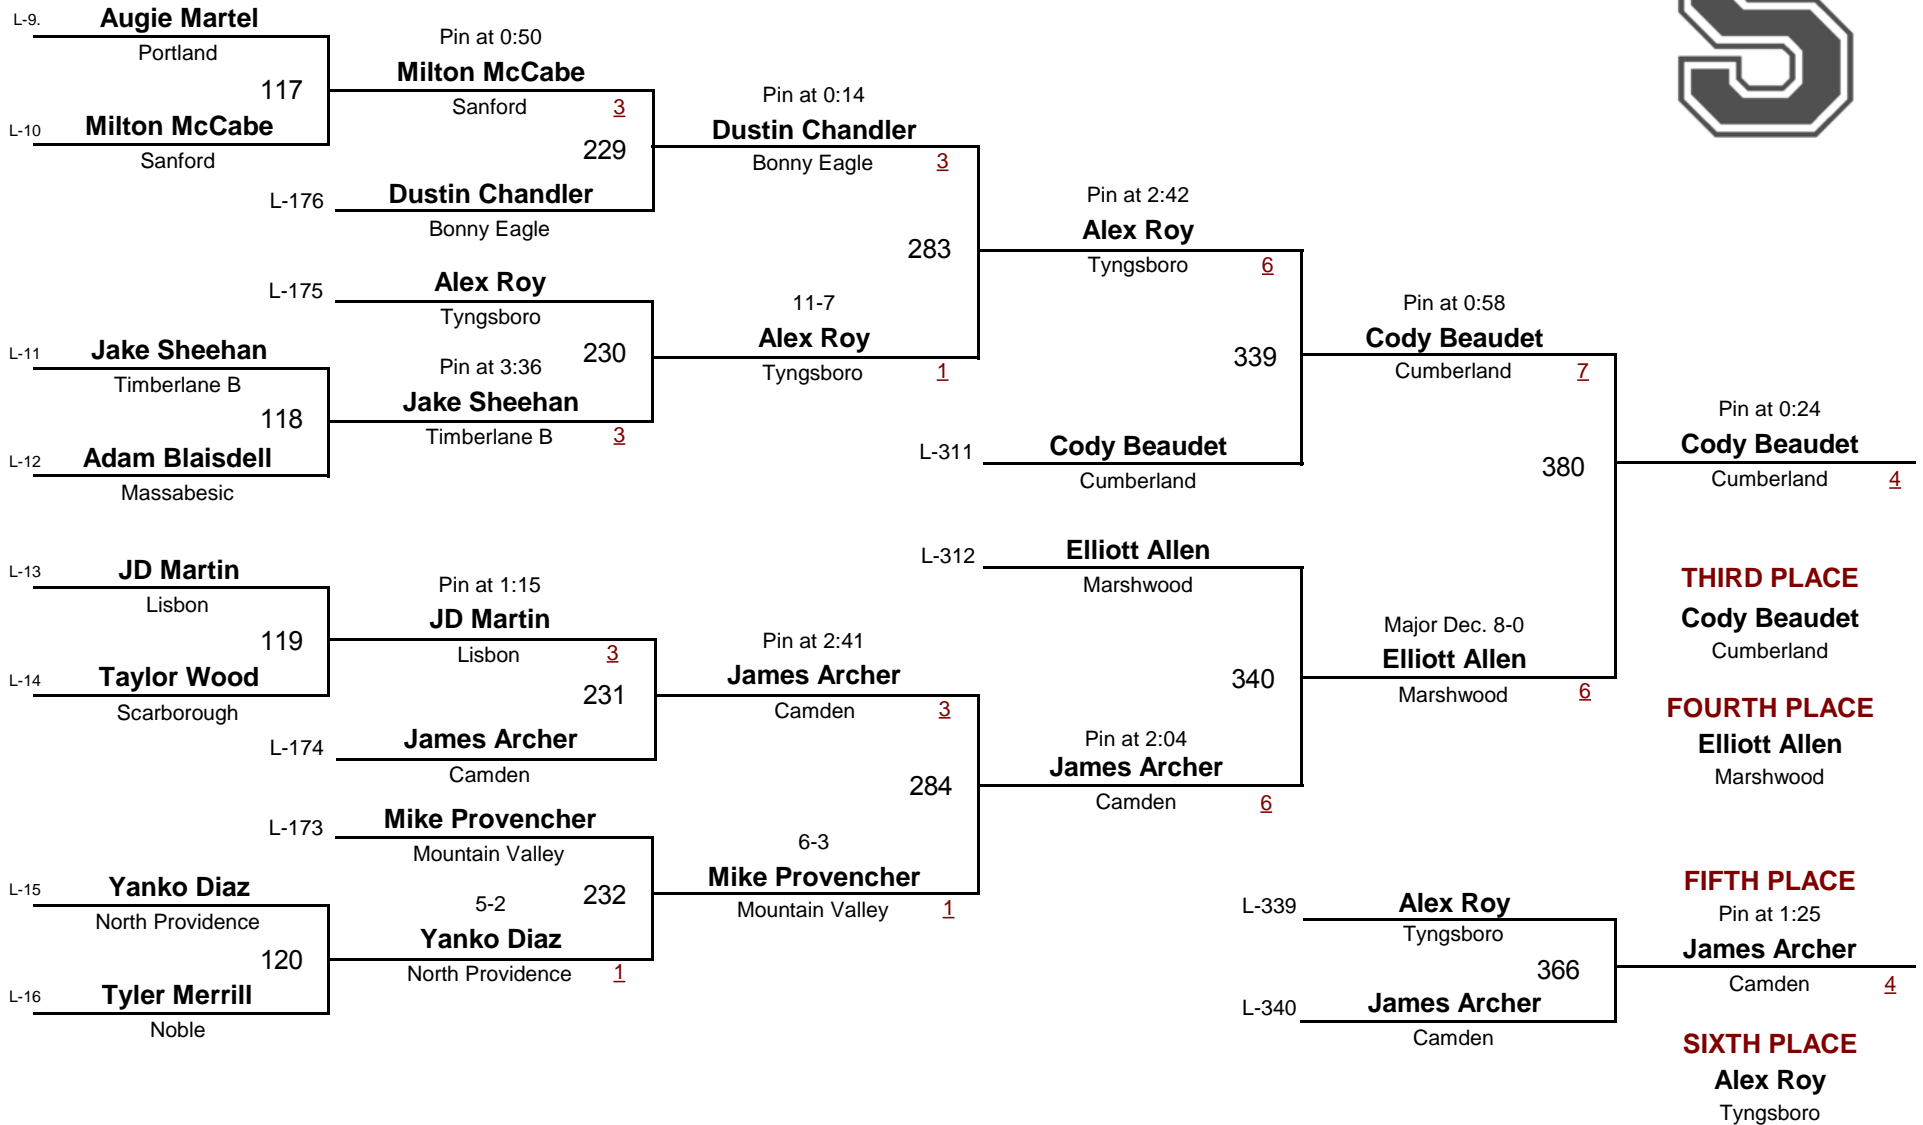 L-9.
Augie Martel
Portland
117
L-10
Milton McCabe
Sanford
Pin at 0:50
Milton McCabe
Sanford
3
229
L-176
Dustin Chandler
Bonny Eagle
Pin at 0:14
Dustin Chandler
Bonny Eagle
3
283
L-175
Alex Roy
Tyngsboro
230
L-11
Jake Sheehan
Timberlane B
118
L-12
Adam Blaisdell
Massabesic
Pin at 3:36
Jake Sheehan
Timberlane B
3
11-7
Alex Roy
Tyngsboro
1
Pin at 2:42
Alex Roy
Tyngsboro
6
339
L-311
Cody Beaudet
Cumberland
Pin at 0:58
Cody Beaudet
Cumberland
7
380
Pin at 0:24
Cody Beaudet
Cumberland
4
L-13
JD Martin
Lisbon
119
L-14
Taylor Wood
Scarborough
Pin at 1:15
JD Martin
Lisbon
3
231
L-174
James Archer
Camden
Pin at 2:41
James Archer
Camden
3
284
L-173
Mike Provencher
Mountain Valley
232
L-15
Yanko Diaz
North Providence
120
L-16
Tyler Merrill
Noble
5-2
Yanko Diaz
North Providence
1
6-3
Mike Provencher
Mountain Valley
1
L-312
Elliott Allen
Marshwood
340
Pin at 2:04
James Archer
Camden
6
Major Dec. 8-0
Elliott Allen
Marshwood
6
THIRD PLACE
Cody Beaudet
Cumberland
FOURTH PLACE
Elliott Allen
Marshwood
L-339
Alex Roy
Tyngsboro
366
L-340
James Archer
Camden
FIFTH PLACE
Pin at 1:25
James Archer
Camden
4
SIXTH PLACE
Alex Roy
Tyngsboro
S